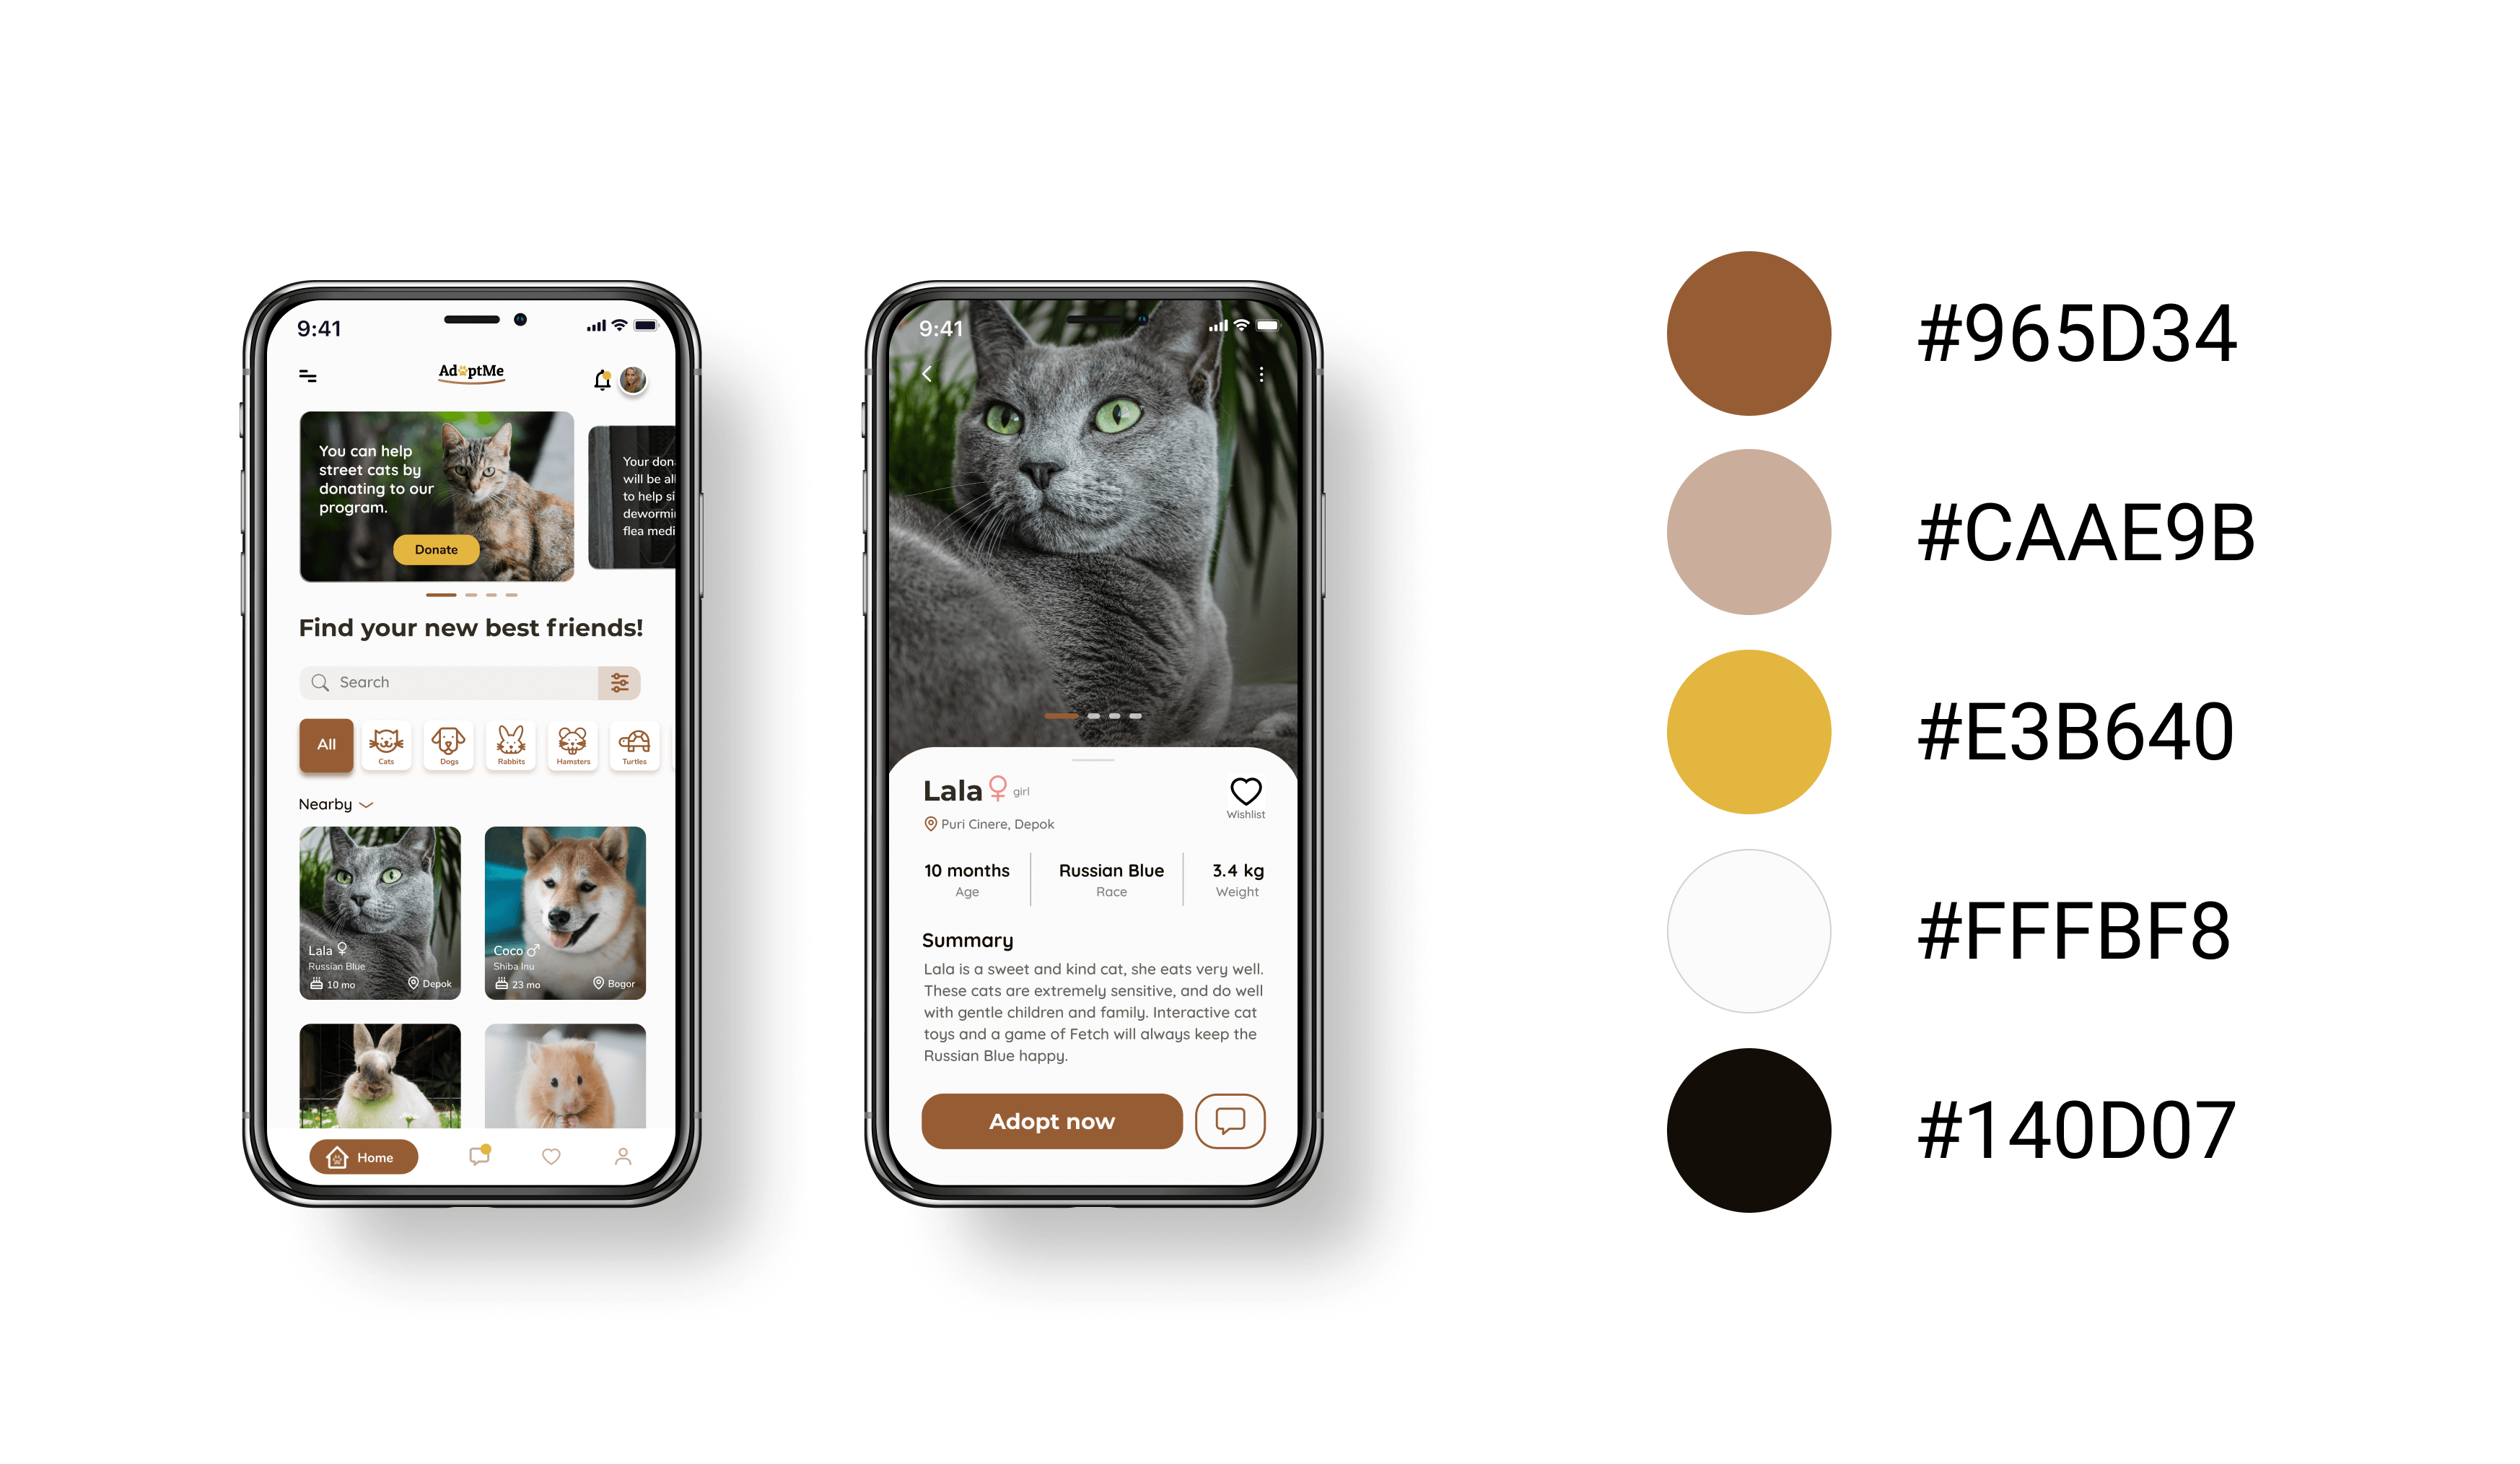 9:41
AdoptMe
You can help
street cats by
donating to our
program.
Donate
Your don
will be all
to help si
dewormi
flea medi
Find your new best friends!
Search
All
Cats
Dogs
Rabbits
Hamsters
Turtles
Nearby
Lala
Russian Blue
10 mo
Depok
Coco
Shiba Inu
23 mo
Bogor
Home
9:41
Lala girl
Wishlist
Puri Cinere, Depok
10 months
Age
Russian Blue
Race
3.4 kg
Weight
Summary
Lala is a sweet and kind cat, she eats very well.
These cats are extremely sensitive, and do well
with gentle children and family. Interactive cat
toys and a game of Fetch will always keep the
Russian Blue happy.
Adopt now
#965D34
#CAAE9B
#E3B640
#FFFBF8
#140D07